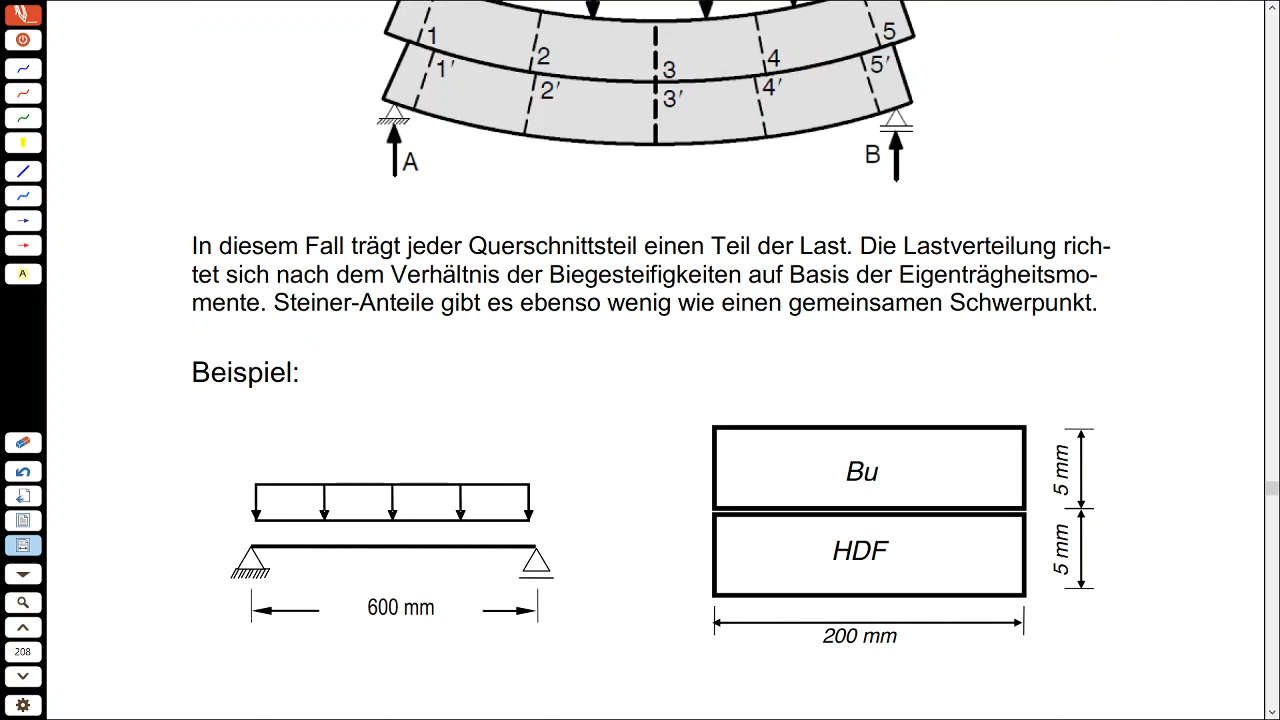 1 2 3 4 5
1′ 2′ 3′ 4′ 5′
A B
In diesem Fall trägt jeder Querschnittsteil einen Teil der Last. Die Lastverteilung rich-
tet sich nach dem Verhältnis der Biegesteifigkeiten auf Basis der Eigenträgheitsmo-
mente. Steiner-Anteile gibt es ebenso wenig wie einen gemeinsamen Schwerpunkt.
Beispiel:
600 mm
Bu
5 mm
HDF
5 mm
200 mm
A
208